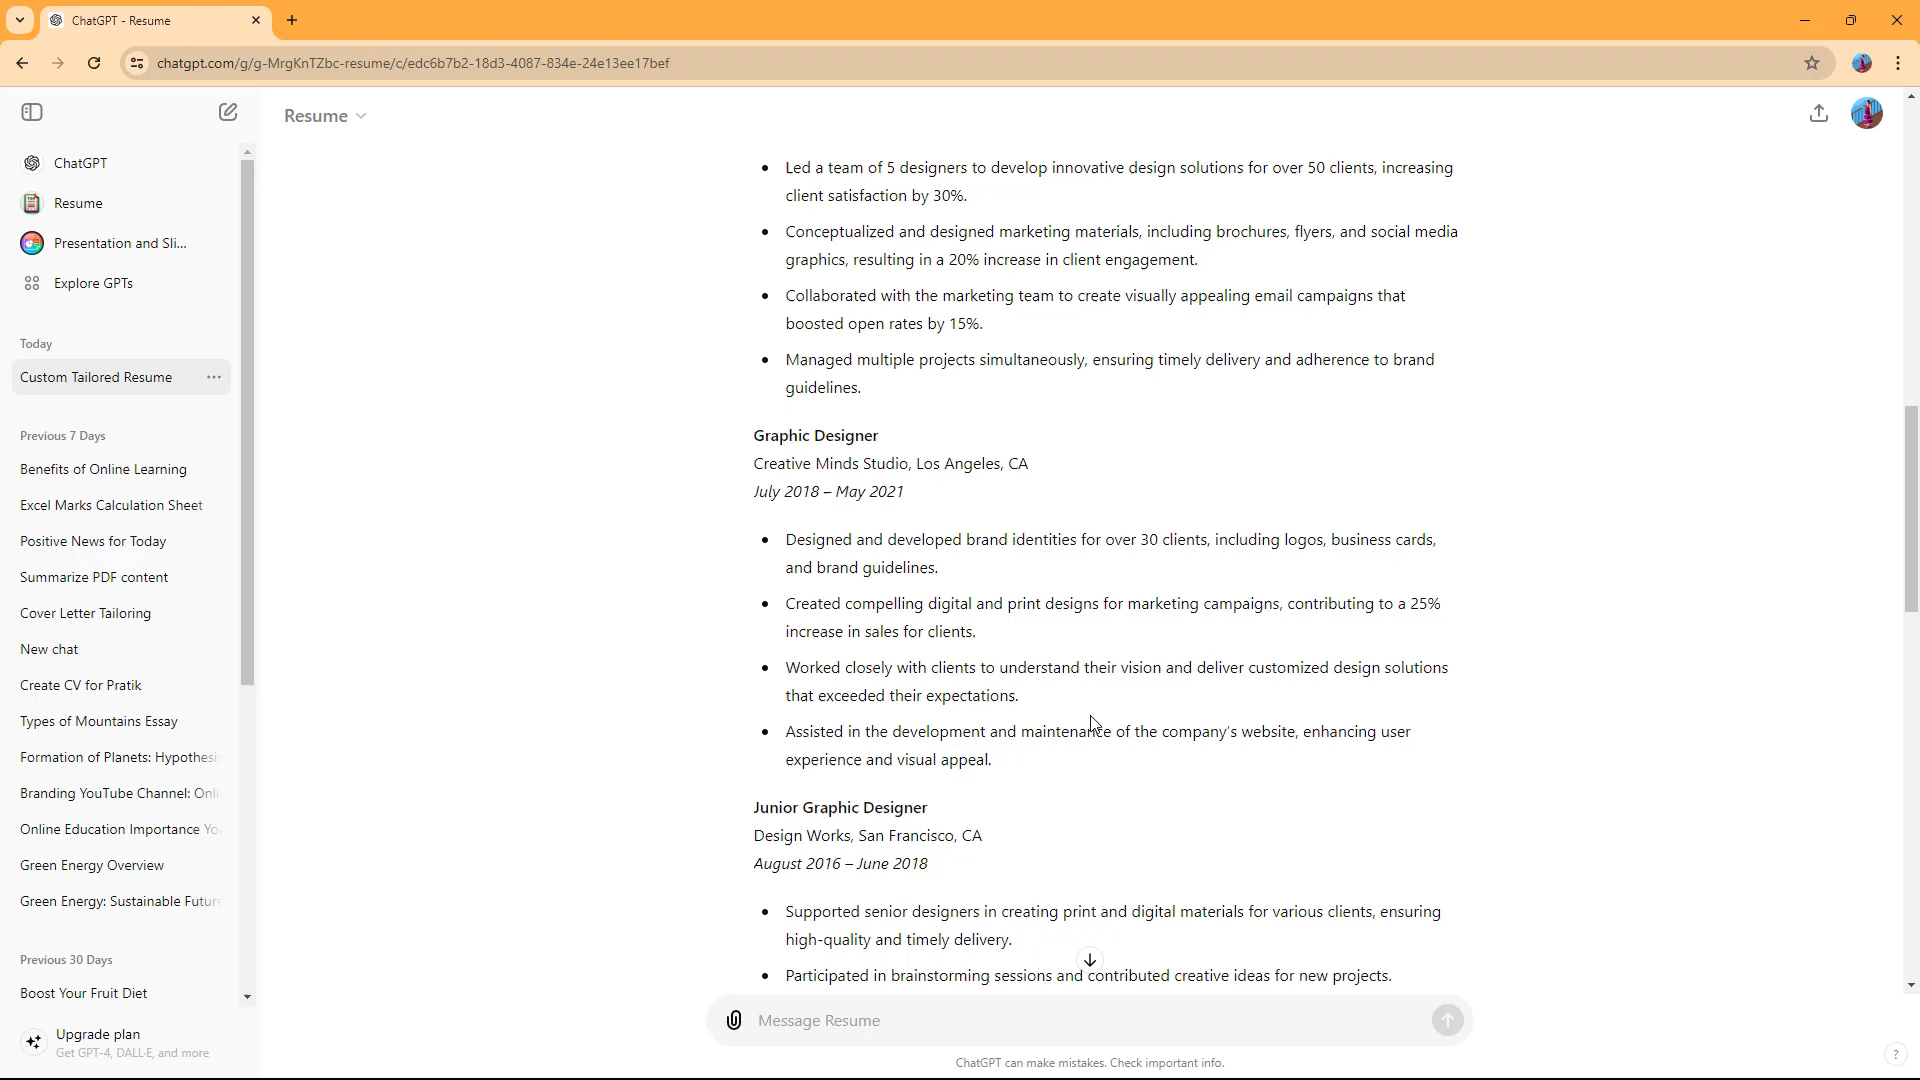 ChatGPT - Resume
chatgpt.com/g/g-MrgKnTZbc-resume/c/edc6b7b2-18d3-4087-834e-24e13ee17bef
ChatGPT
Resume
Presentation and Sli...
Explore GPTs
Today
Custom Tailored Resume
Previous 7 Days
Benefits of Online Learning
Excel Marks Calculation Sheet
Positive News for Today
Summarize PDF content
Cover Letter Tailoring
New chat
Create CV for Pratik
Types of Mountains Essay
Formation of Planets: Hypothesis
Branding YouTube Channel: Onli
Online Education Importance Yo
Green Energy Overview
Green Energy: Sustainable Future
Previous 30 Days
Boost Your Fruit Diet
Upgrade plan
Get GPT-4, DALL·E, and more
Resume
• Led a team of 5 designers to develop innovative design solutions for over 50 clients, increasing
client satisfaction by 30%.
• Conceptualized and designed marketing materials, including brochures, flyers, and social media
graphics, resulting in a 20% increase in client engagement.
• Collaborated with the marketing team to create visually appealing email campaigns that
boosted open rates by 15%.
• Managed multiple projects simultaneously, ensuring timely delivery and adherence to brand
guidelines.
Graphic Designer
Creative Minds Studio, Los Angeles, CA
July 2018 – May 2021
• Designed and developed brand identities for over 30 clients, including logos, business cards,
and brand guidelines.
• Created compelling digital and print designs for marketing campaigns, contributing to a 25%
increase in sales for clients.
• Worked closely with clients to understand their vision and deliver customized design solutions
that exceeded their expectations.
• Assisted in the development and maintenance of the company's website, enhancing user
experience and visual appeal.
Junior Graphic Designer
Design Works, San Francisco, CA
August 2016 – June 2018
• Supported senior designers in creating print and digital materials for various clients, ensuring
high-quality and timely delivery.
• Participated in brainstorming sessions and contributed creative ideas for new projects.
Message Resume
ChatGPT can make mistakes. Check important info.
?